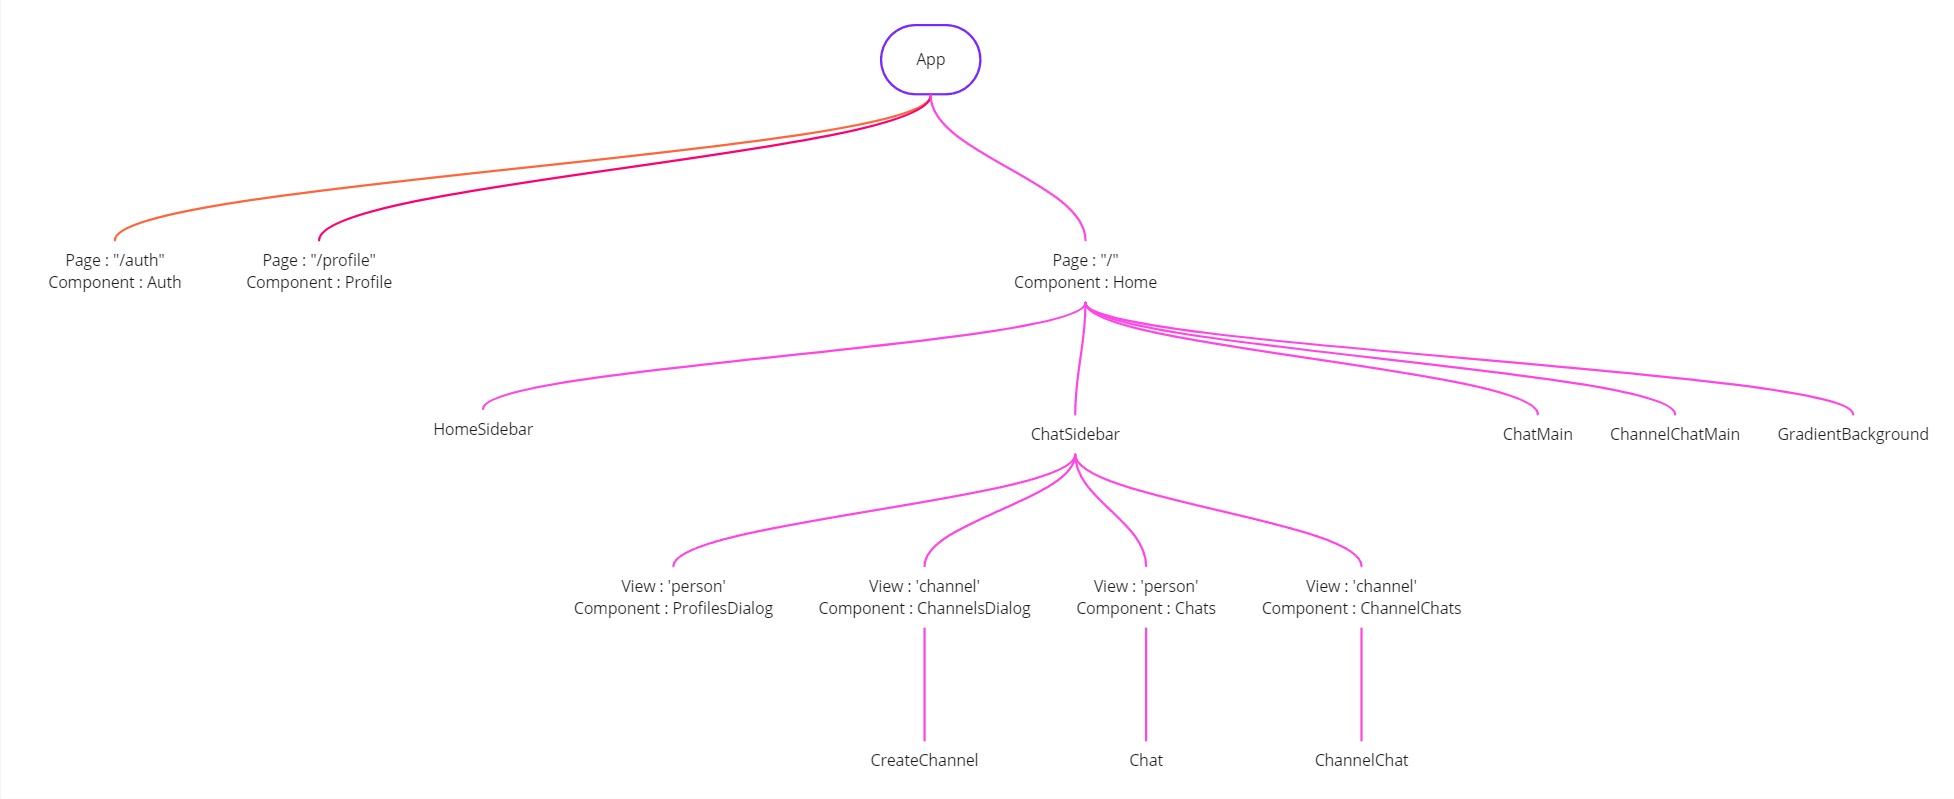 App
Page : "/auth"
Component : Auth
Page : "/profile"
Component : Profile
Page : "/"
Component : Home
HomeSidebar
ChatSidebar
ChatMain
ChannelChatMain
GradientBackground
View : 'person'
Component : ProfilesDialog
View : 'channel'
Component : ChannelsDialog
View : 'person'
Component : Chats
View : 'channel'
Component : ChannelChats
CreateChannel
Chat
ChannelChat